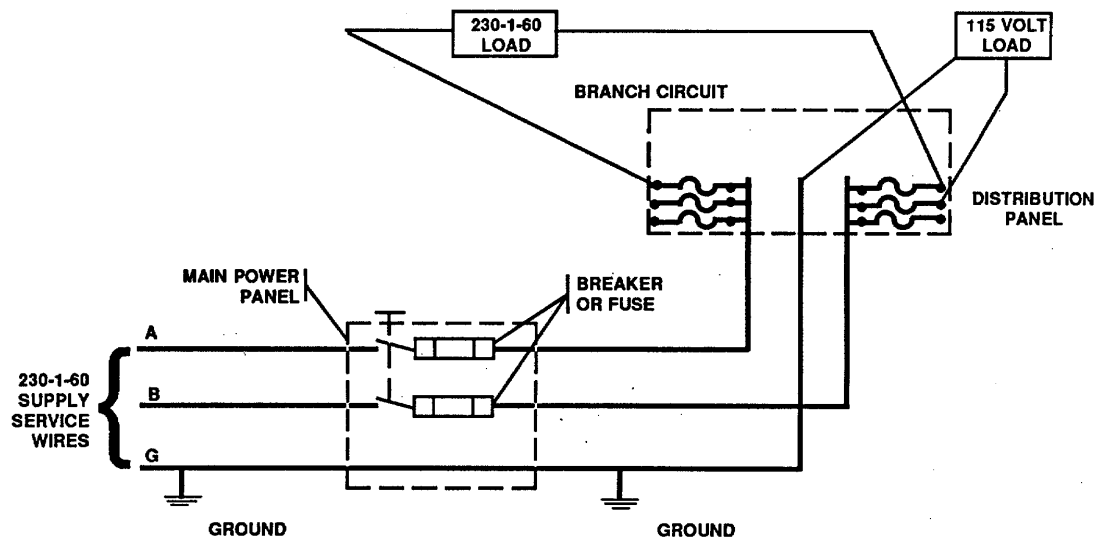 230-1-60
LOAD
115 VOLT
LOAD
BRANCH CIRCUIT
DISTRIBUTION
PANEL
MAIN POWER
PANEL
BREAKER
OR FUSE
A
230-1-60
SUPPLY
SERVICE
WIRES
B
G
GROUND
GROUND